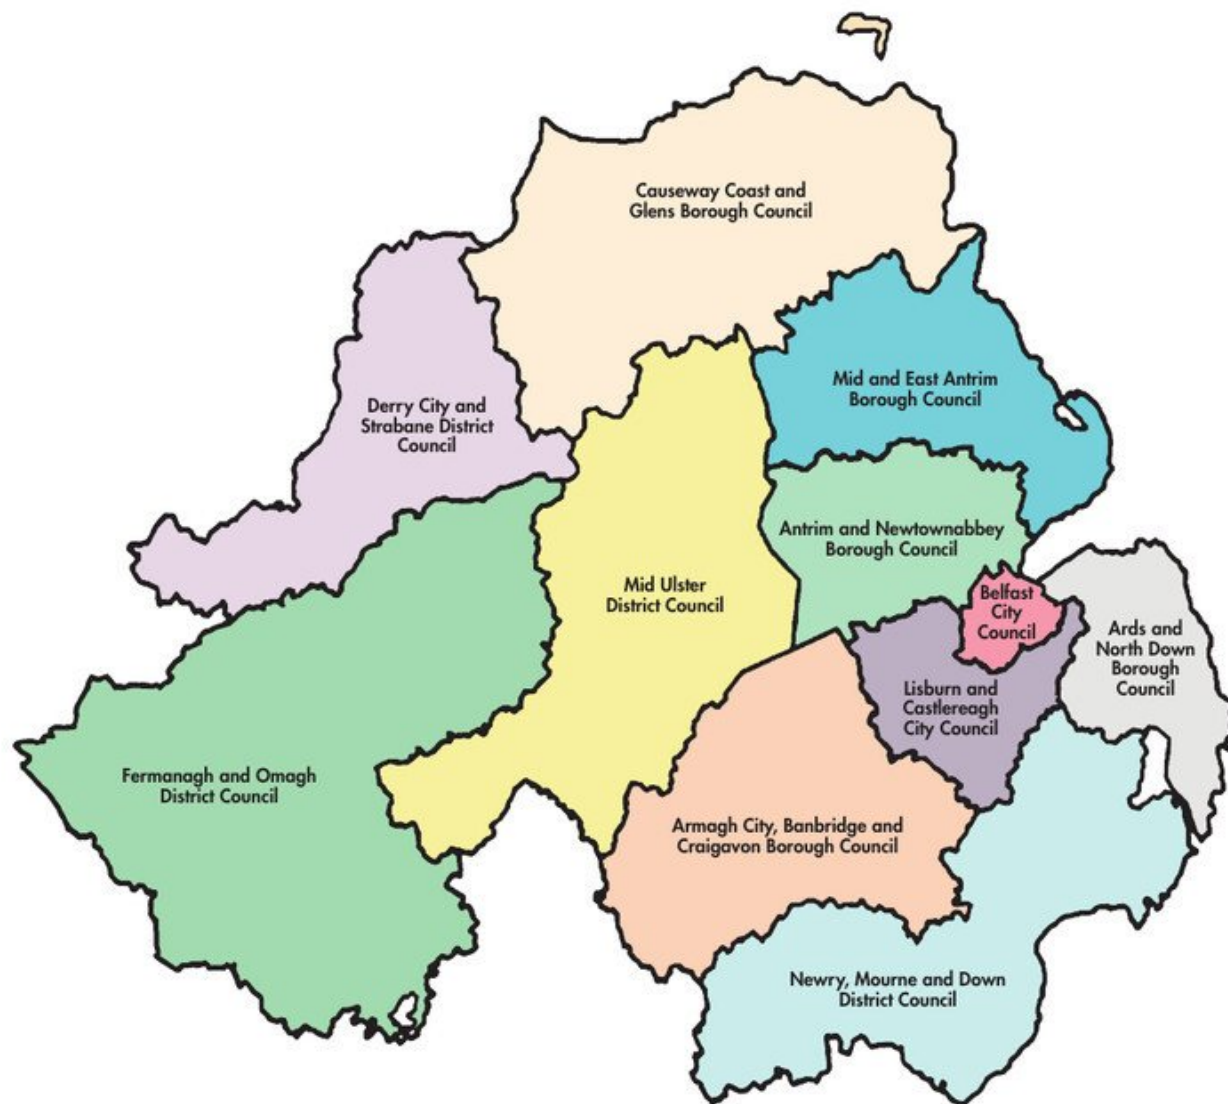 Causeway Coast and
Glens Borough Council
Mid and East Antrim
Borough Council
Derry City and
Strabane District
Council
Antrim and Newtownabbey
Borough Council
Mid Ulster
District Council
Belfast
City
Council
Ards and
North Down
Borough
Council
Lisburn and
Castlereagh
City Council
Fermanagh and Omagh
District Council
Armagh City, Banbridge and
Craigavon Borough Council
Newry, Mourne and Down
District Council